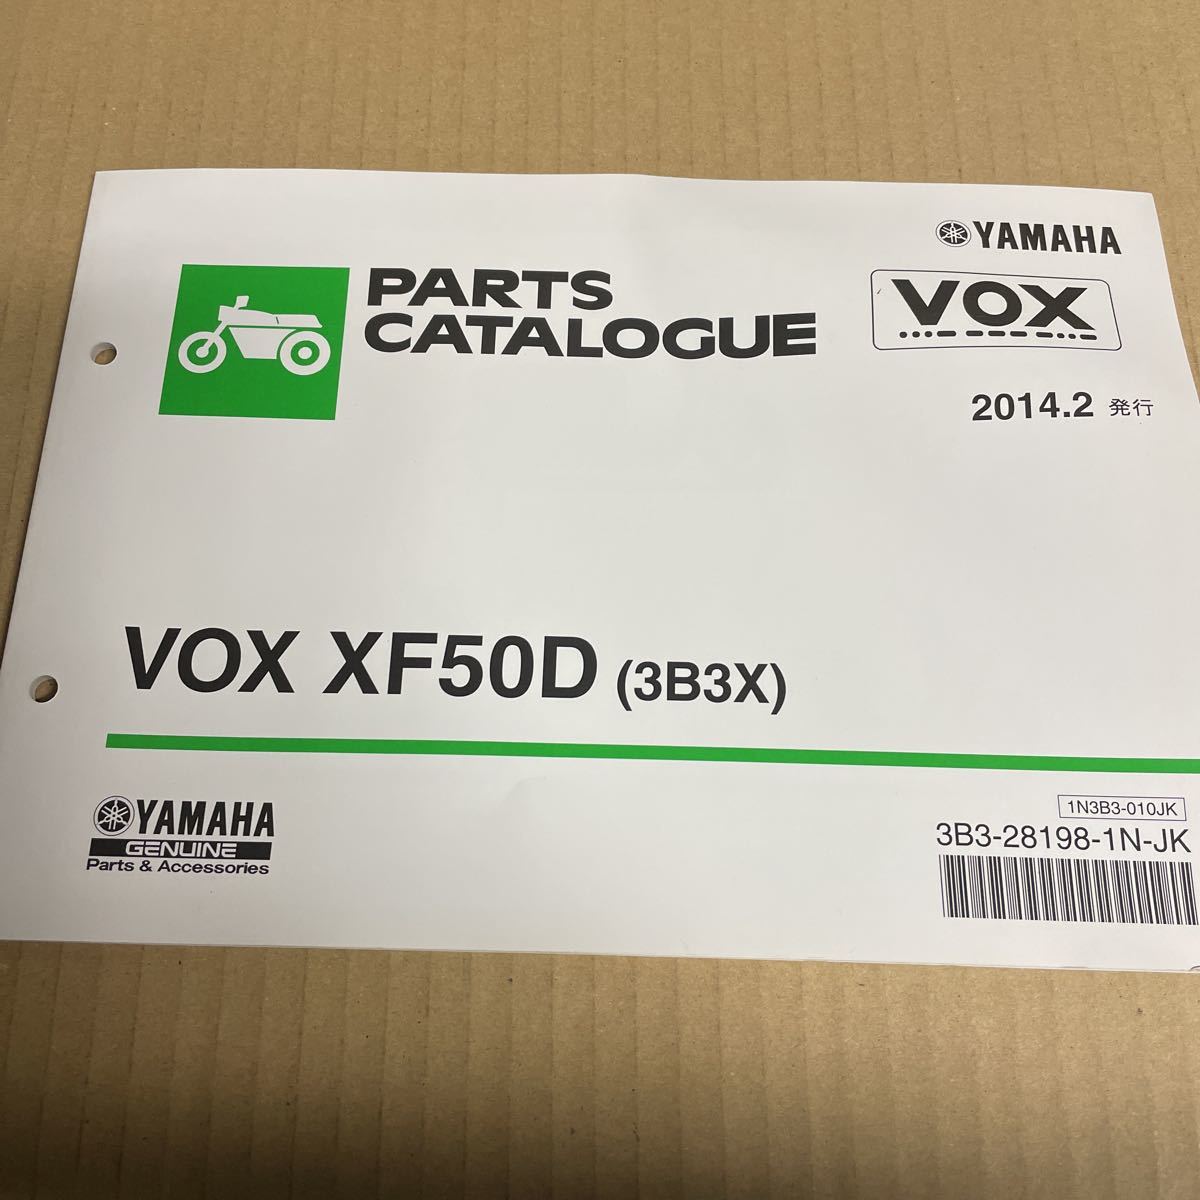 YAMAHA
PARTS
CATALOGUE
VOX
2014.2 発行
VOX XF50D (3B3X)
YAMAHA
GENUINE
Parts & Accessories
1N3B3-010JK
3B3-28198-1N-JK